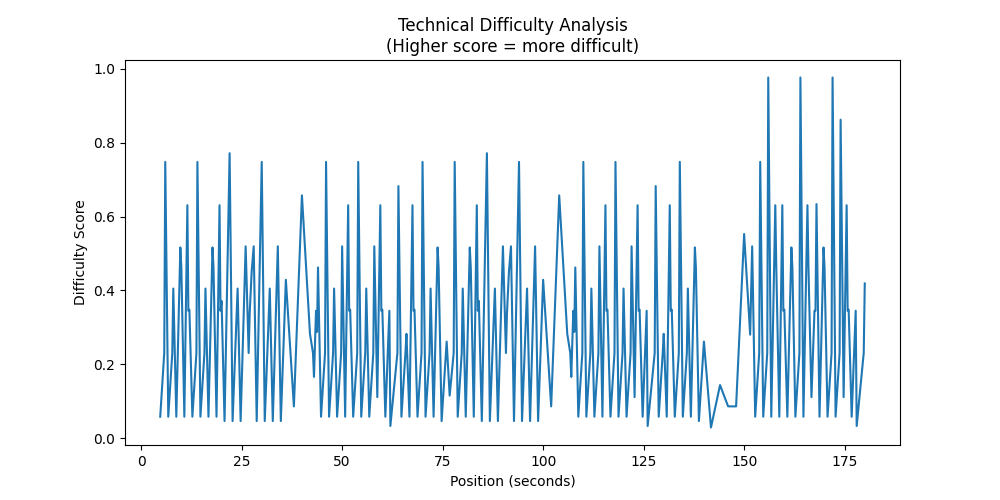 Technical Difficulty Analysis
(Higher score = more difficult)
Difficulty Score
1.0
0.8
0.6
0.4
0.2
0.0
0 25 50 75 100 125 150 175
Position (seconds)